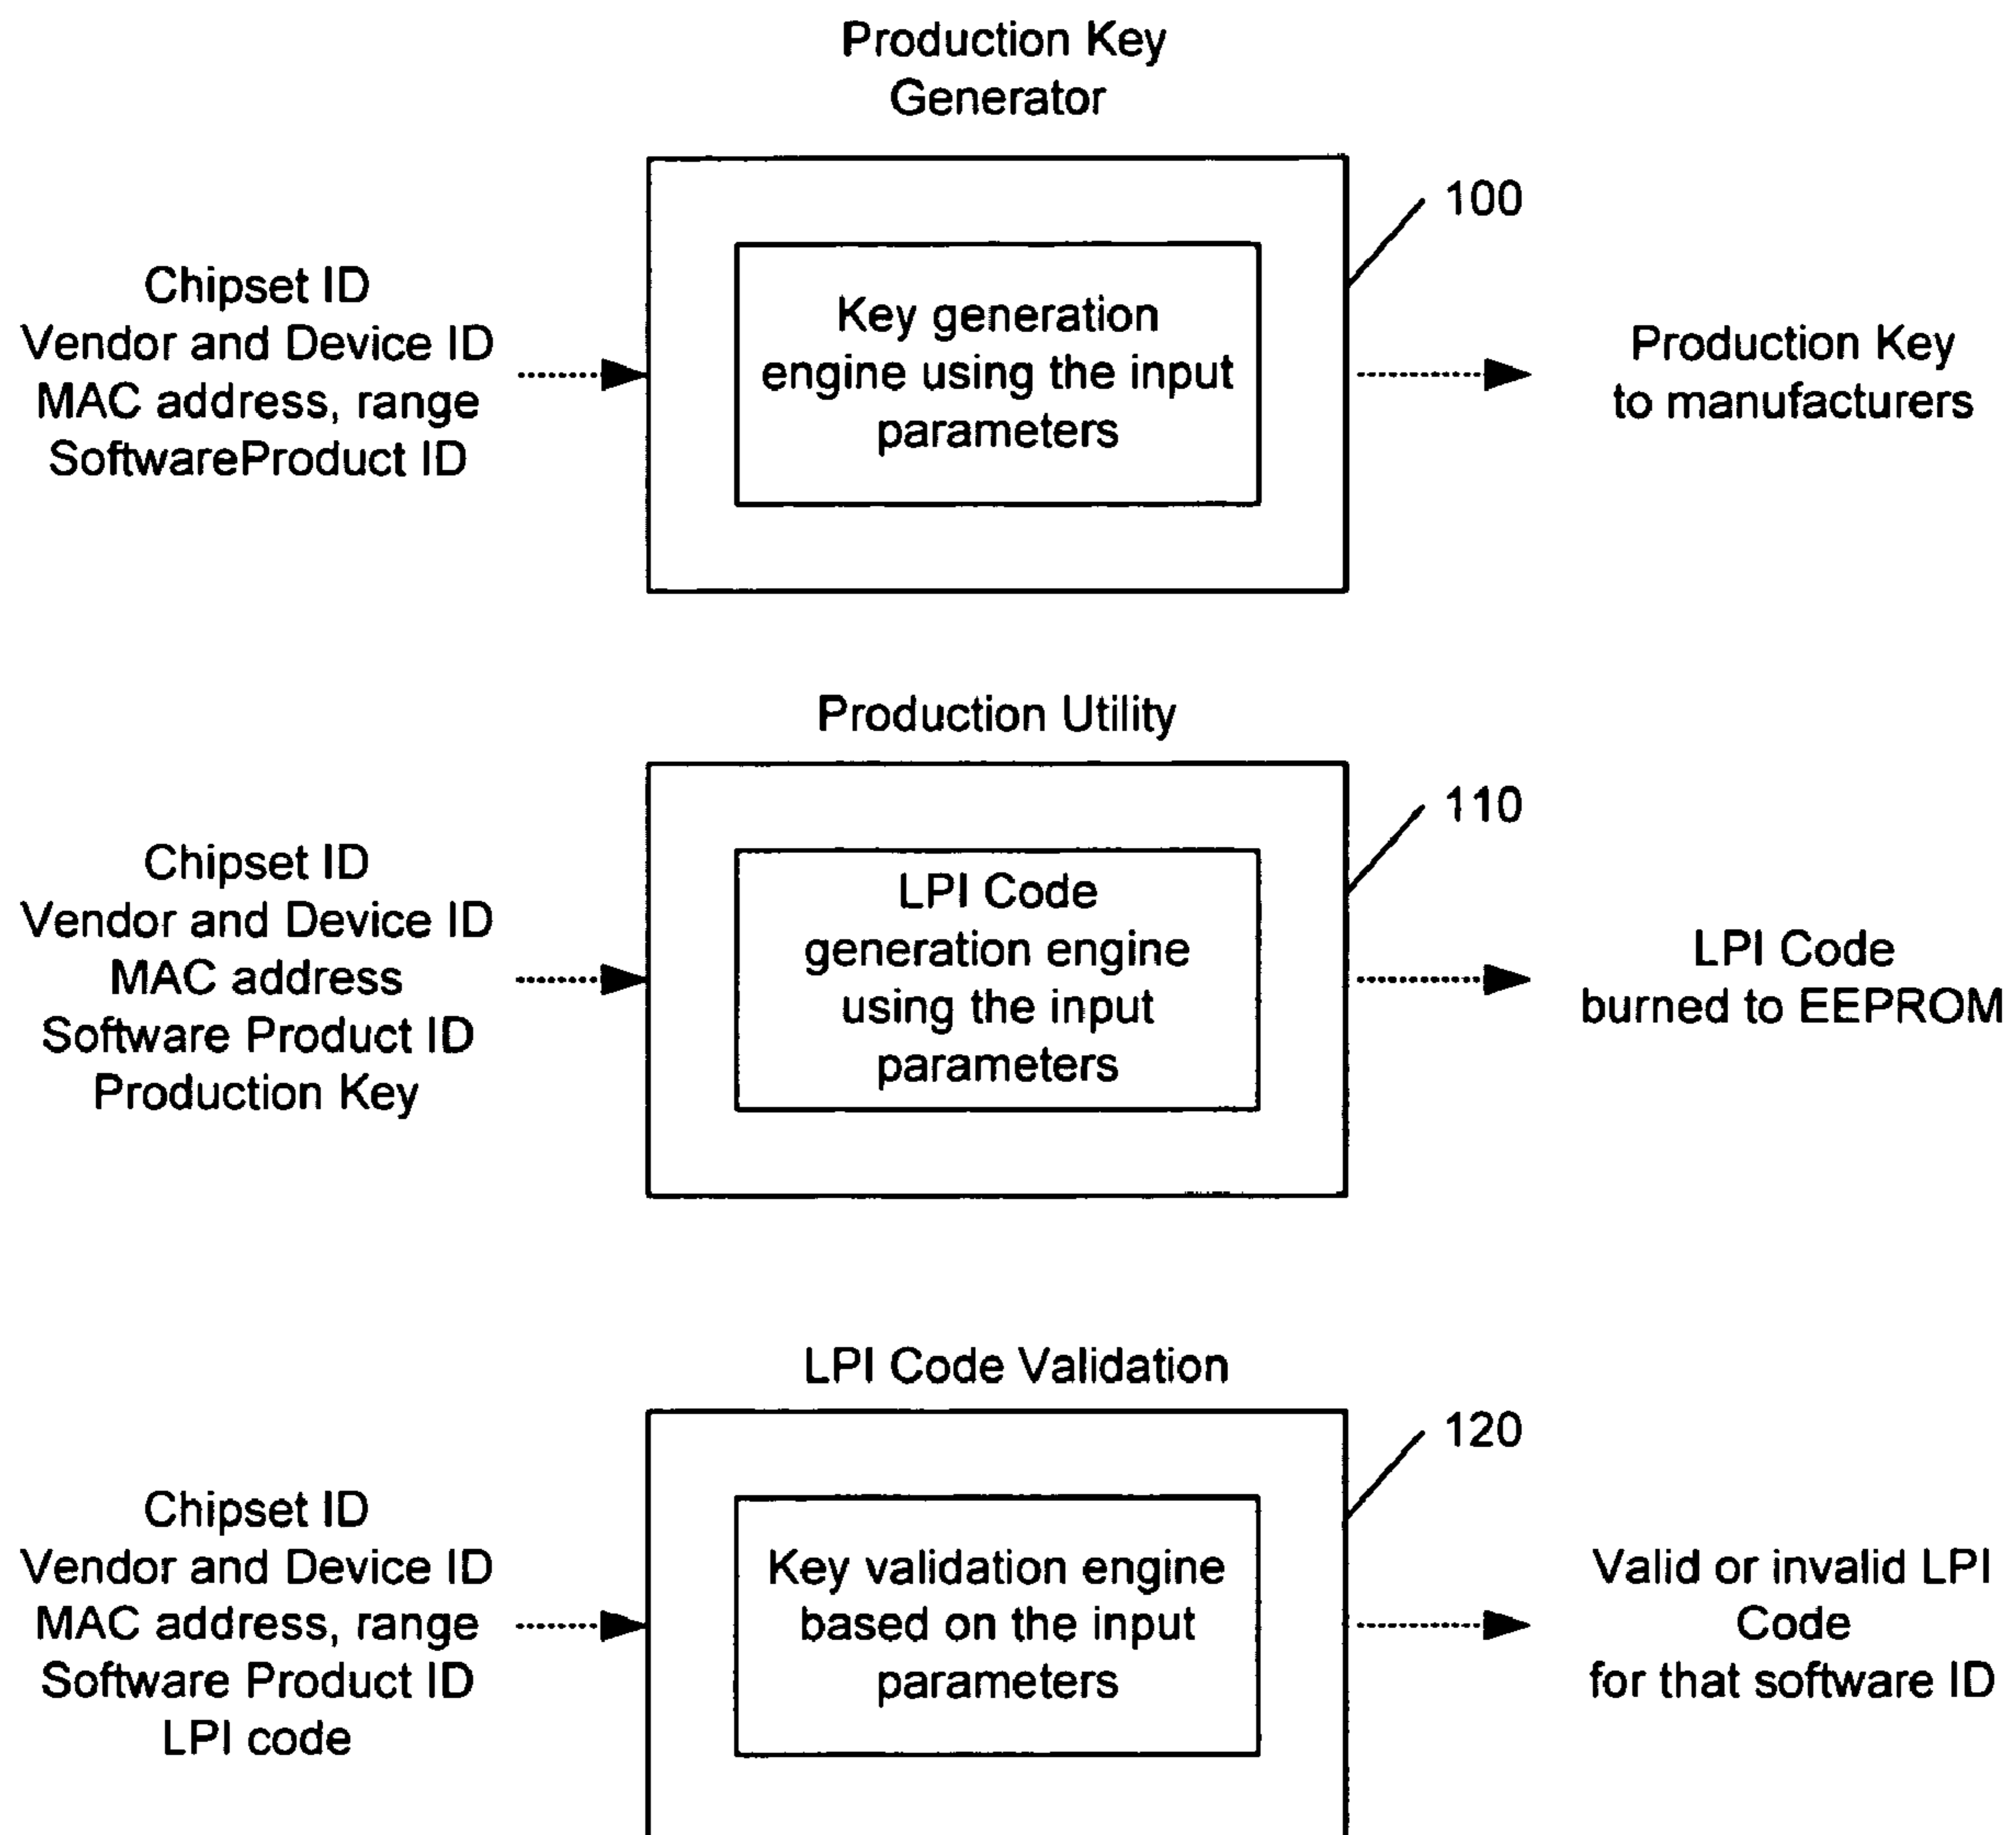 Production Key
Generator
100
Chipset ID
Vendor and Device ID
MAC address, range
SoftwareProduct ID
Key generation
engine using the input
parameters
Production Key
to manufacturers
Production Utility
110
Chipset ID
Vendor and Device ID
MAC address
Software Product ID
Production Key
LPI Code
generation engine
using the input
parameters
LPI Code
burned to EEPROM
LPI Code Validation
120
Chipset ID
Vendor and Device ID
MAC address, range
Software Product ID
LPI code
Key validation engine
based on the input
parameters
Valid or invalid LPI
Code
for that software ID